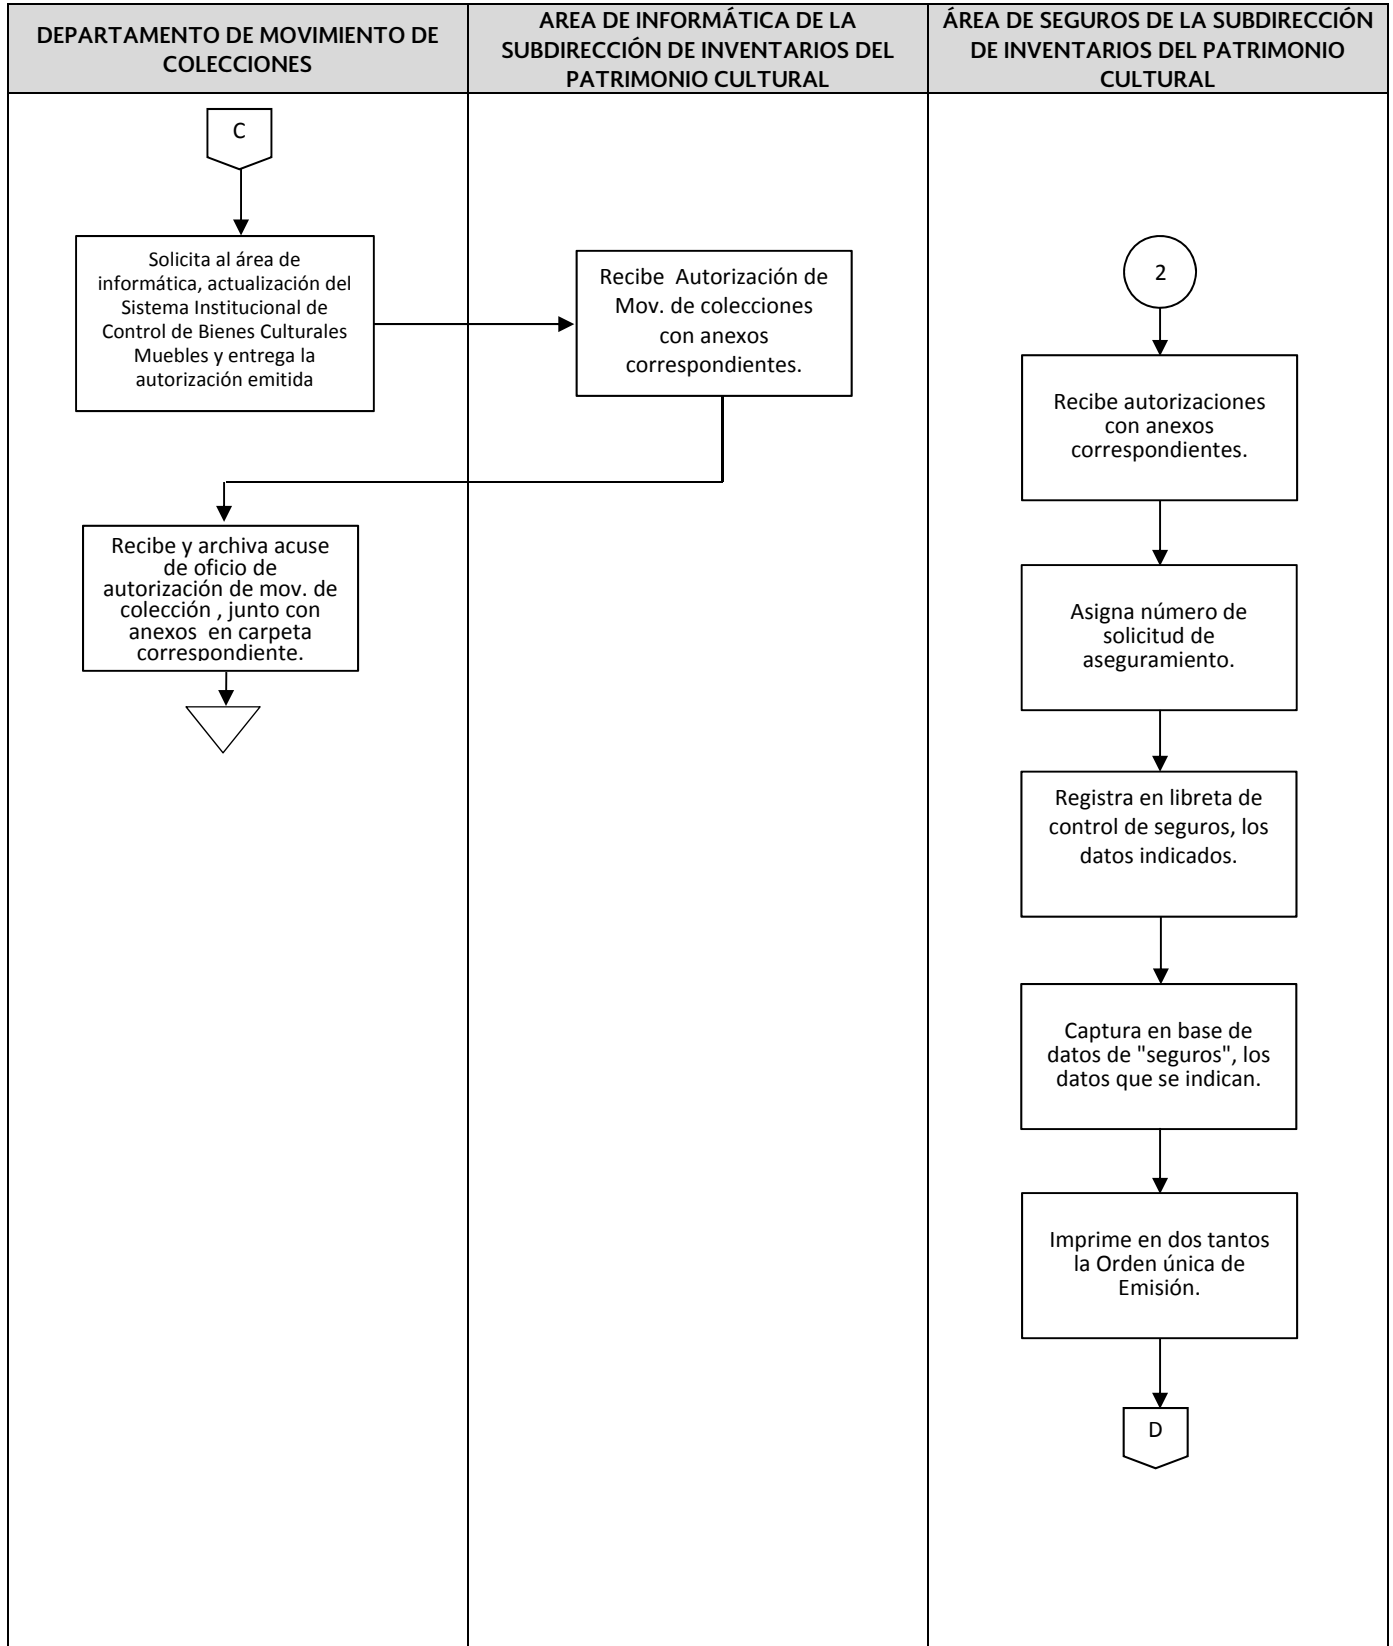 DEPARTAMENTO DE MOVIMIENTO DE
COLECCIONES
AREA DE INFORMÁTICA DE LA
SUBDIRECCIÓN DE INVENTARIOS DEL
PATRIMONIO CULTURAL
ÁREA DE SEGUROS DE LA SUBDIRECCIÓN
DE INVENTARIOS DEL PATRIMONIO
CULTURAL
C
Solicita al área de
informática, actualización del
Sistema Institucional de
Control de Bienes Culturales
Muebles y entrega la
autorización emitida
Recibe Autorización de
Mov. de colecciones
con anexos
correspondientes.
Recibe y archiva acuse
de oficio de
autorización de mov. de
colección , junto con
anexos en carpeta
correspondiente.
2
Recibe autorizaciones
con anexos
correspondientes.
Asigna número de
solicitud de
aseguramiento.
Registra en libreta de
control de seguros, los
datos indicados.
Captura en base de
datos de "seguros", los
datos que se indican.
Imprime en dos tantos
la Orden única de
Emisión.
D